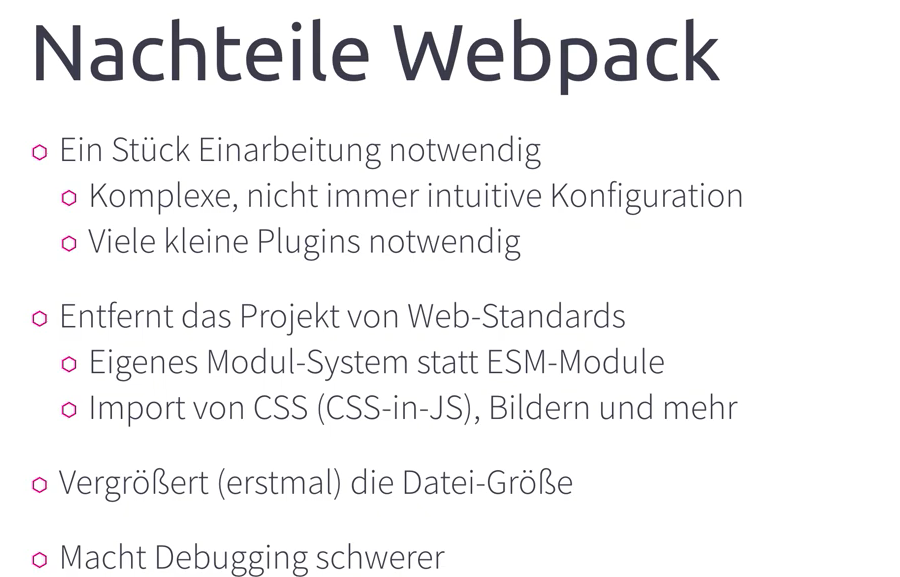 Nachteile Webpack
Ein Stück Einarbeitung notwendig
Komplexe, nicht immer intuitive Konfiguration
Viele kleine Plugins notwendig
Entfernt das Projekt von Web-Standards
Eigenes Modul-System statt ESM-Module
Import von CSS (CSS-in-JS), Bildern und mehr
Vergrößert (erstmal) die Datei-Größe
Macht Debugging schwerer